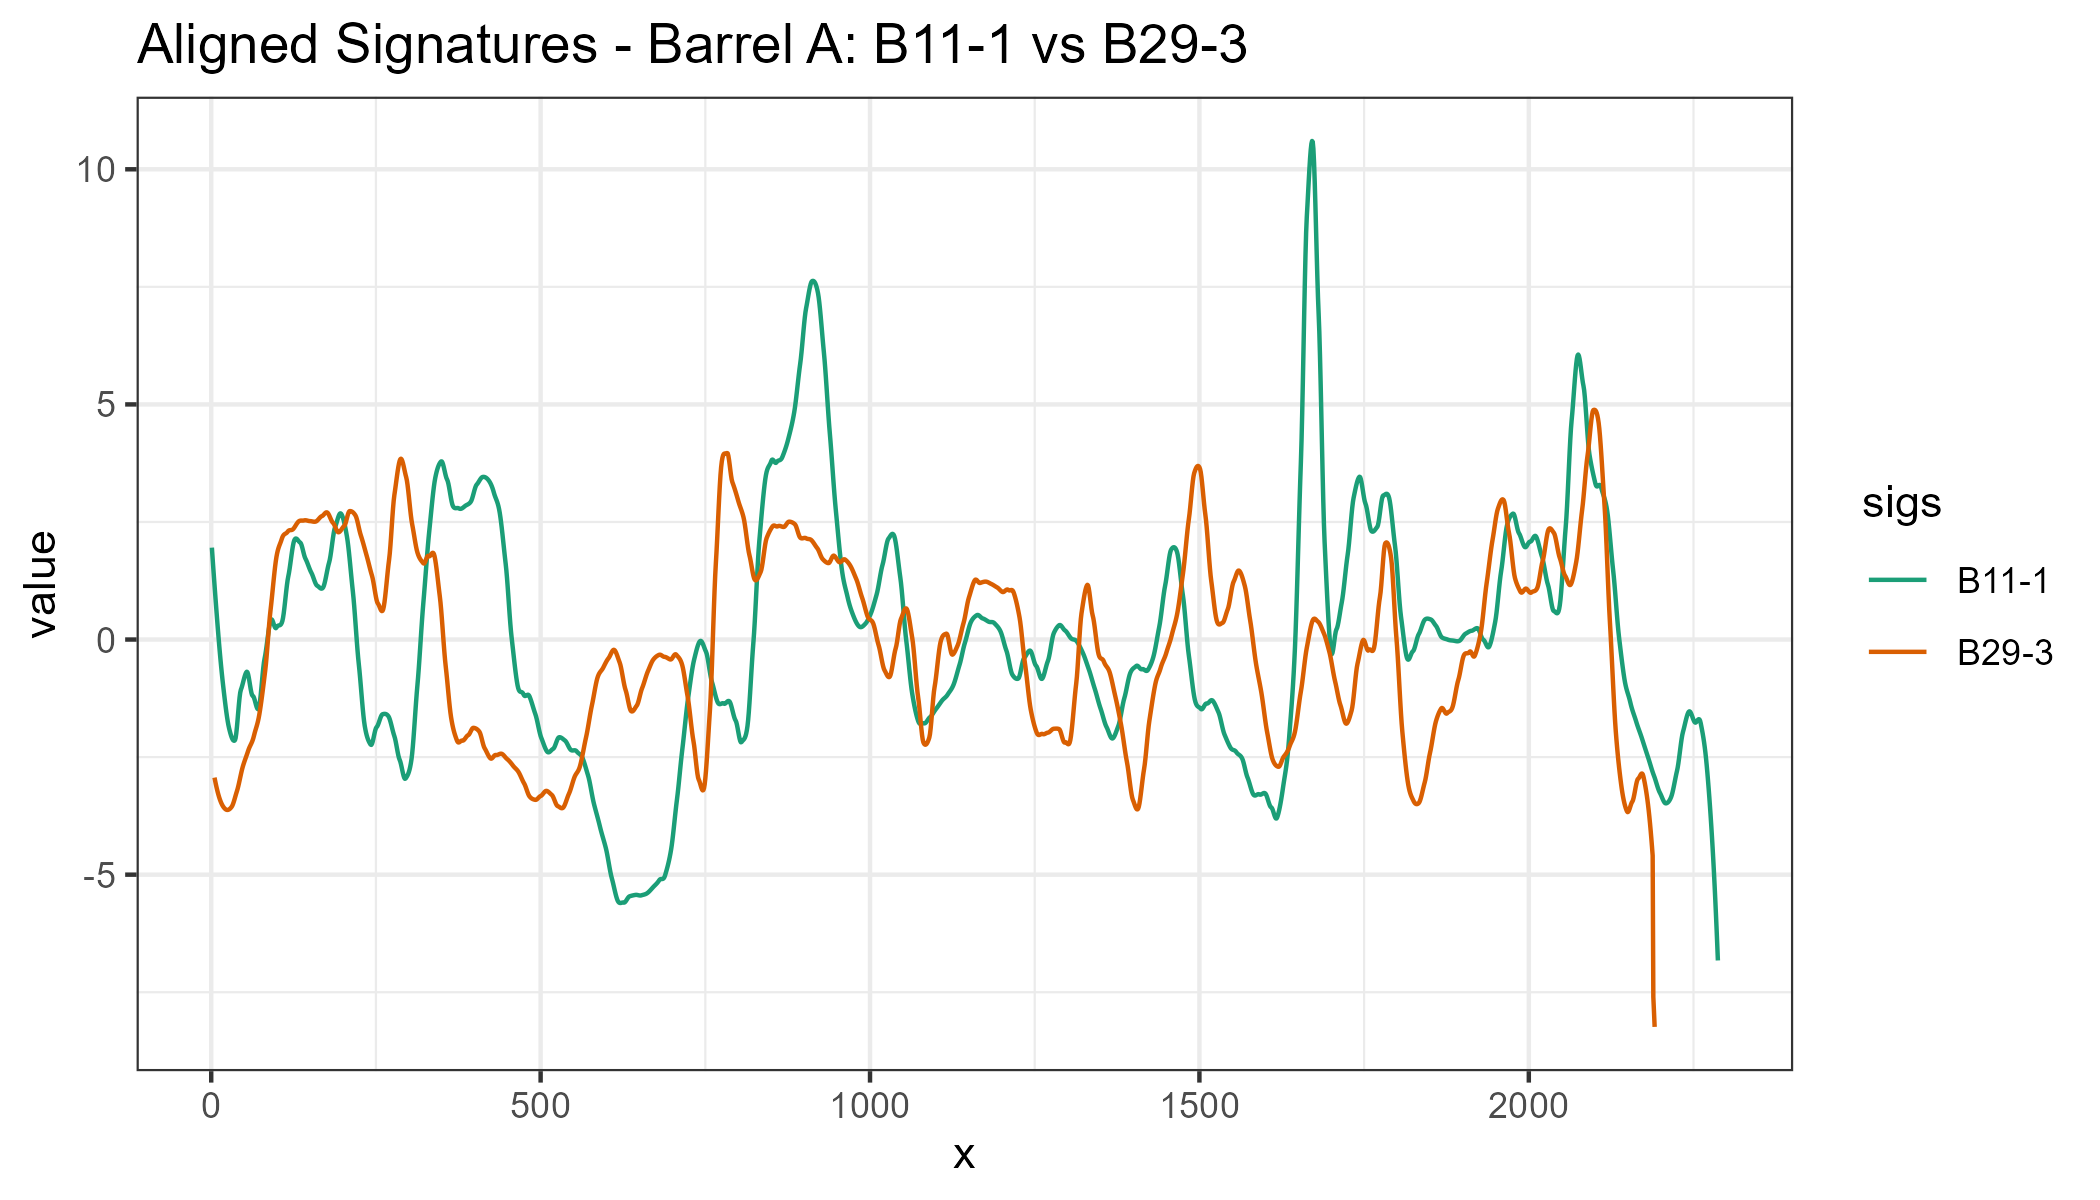 Aligned Signatures - Barrel A: B11-1 vs B29-3
value
10
5
0
-5
0 500 1000 1500 2000
x
sigs
B11-1
B29-3